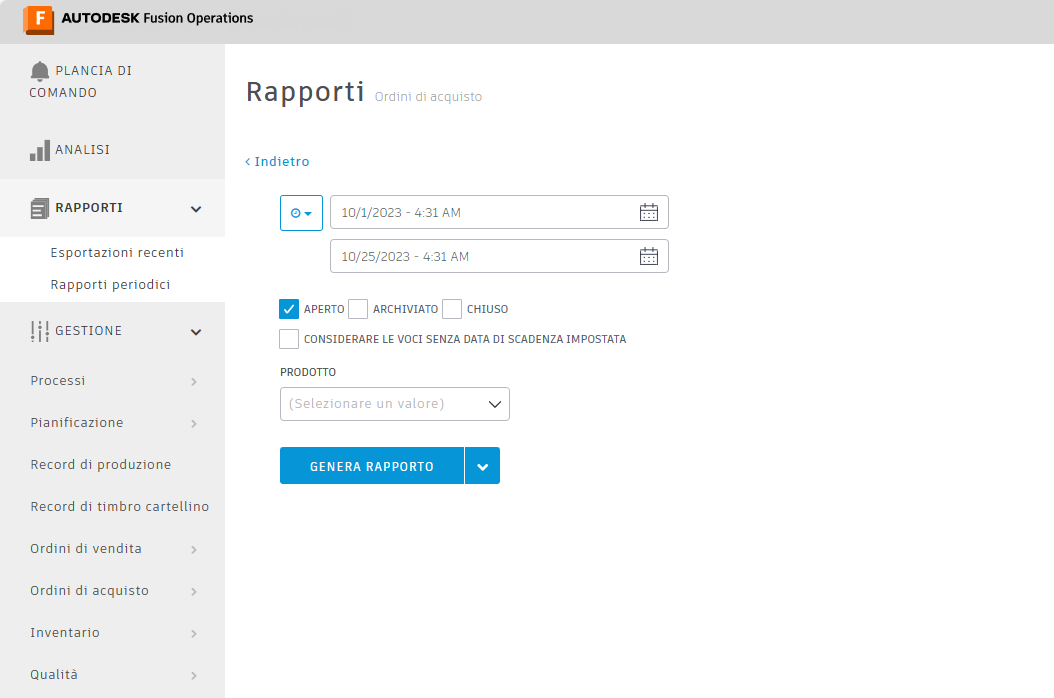 F AUTODESK Fusion Operations
PLANCIA DI
COMANDO
ANALISI
RAPPORTI
Esportazioni recenti
Rapporti periodici
GESTIONE
Processi
Pianificazione
Record di produzione
Record di timbro cartellino
Ordini di vendita
Ordini di acquisto
Inventario
Qualità
Rapporti Ordini di acquisto
Indietro
10/1/2023 - 4:31 AM
10/25/2023 - 4:31 AM
APERTO ARCHIVIATO CHIUSO
CONSIDERARE LE VOCI SENZA DATA DI SCADENZA IMPOSTATA
PRODOTTO
(Selezionare un valore)
GENERA RAPPORTO